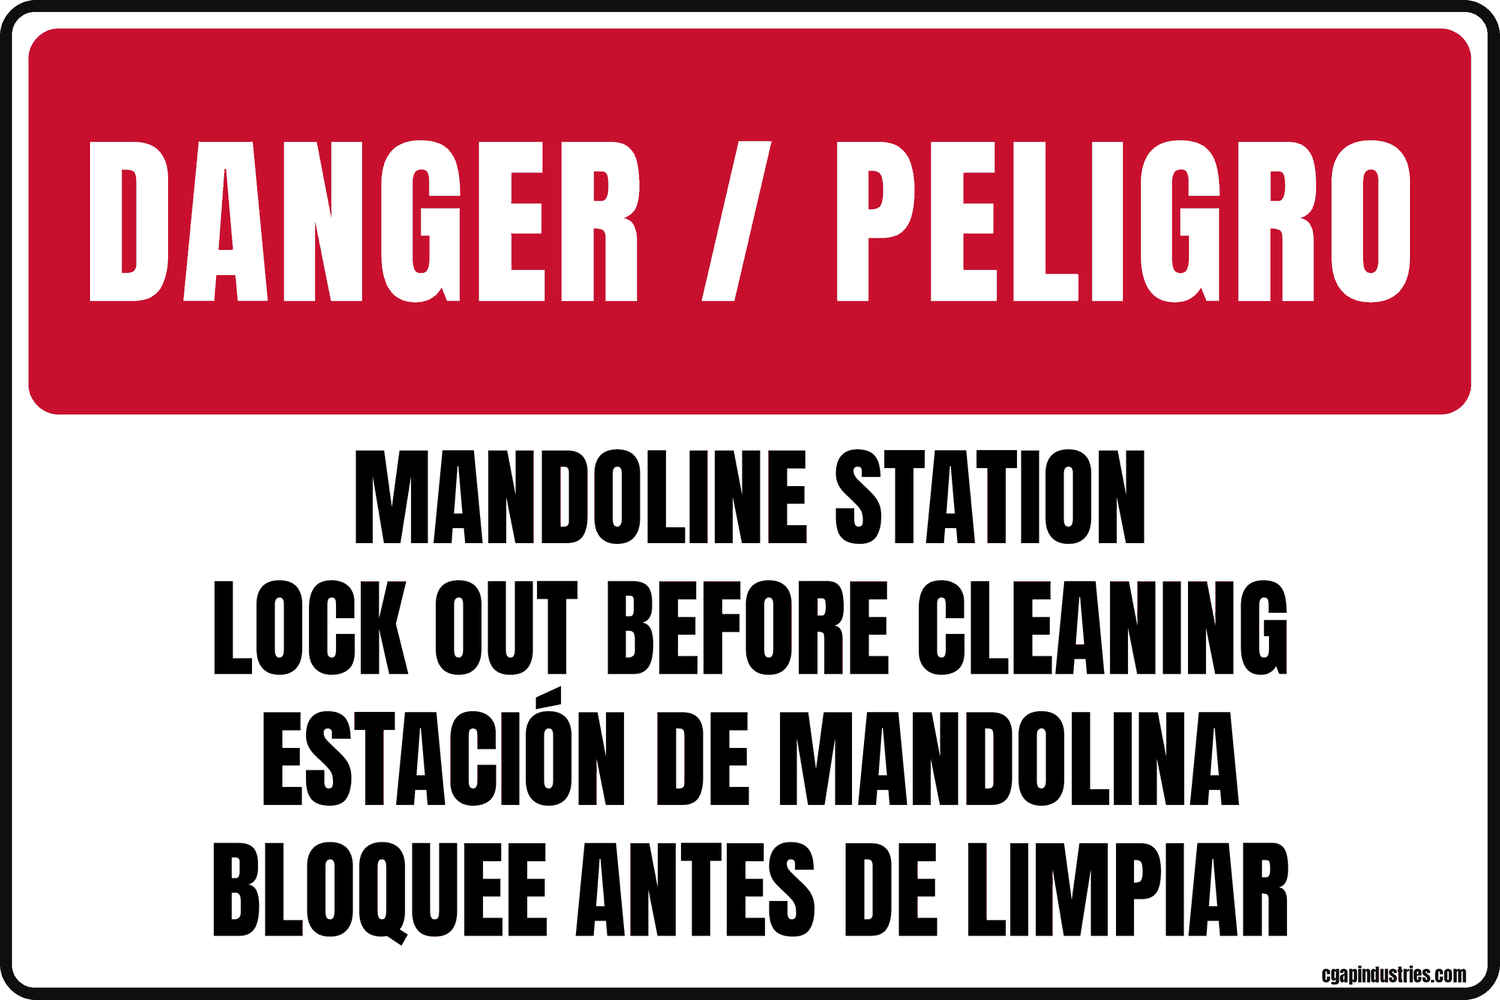 DANGER / PELIGRO
MANDOLINE STATION
LOCK OUT BEFORE CLEANING
ESTACIÓN DE MANDOLINA
BLOQUEE ANTES DE LIMPIAR
cgapindustries.com